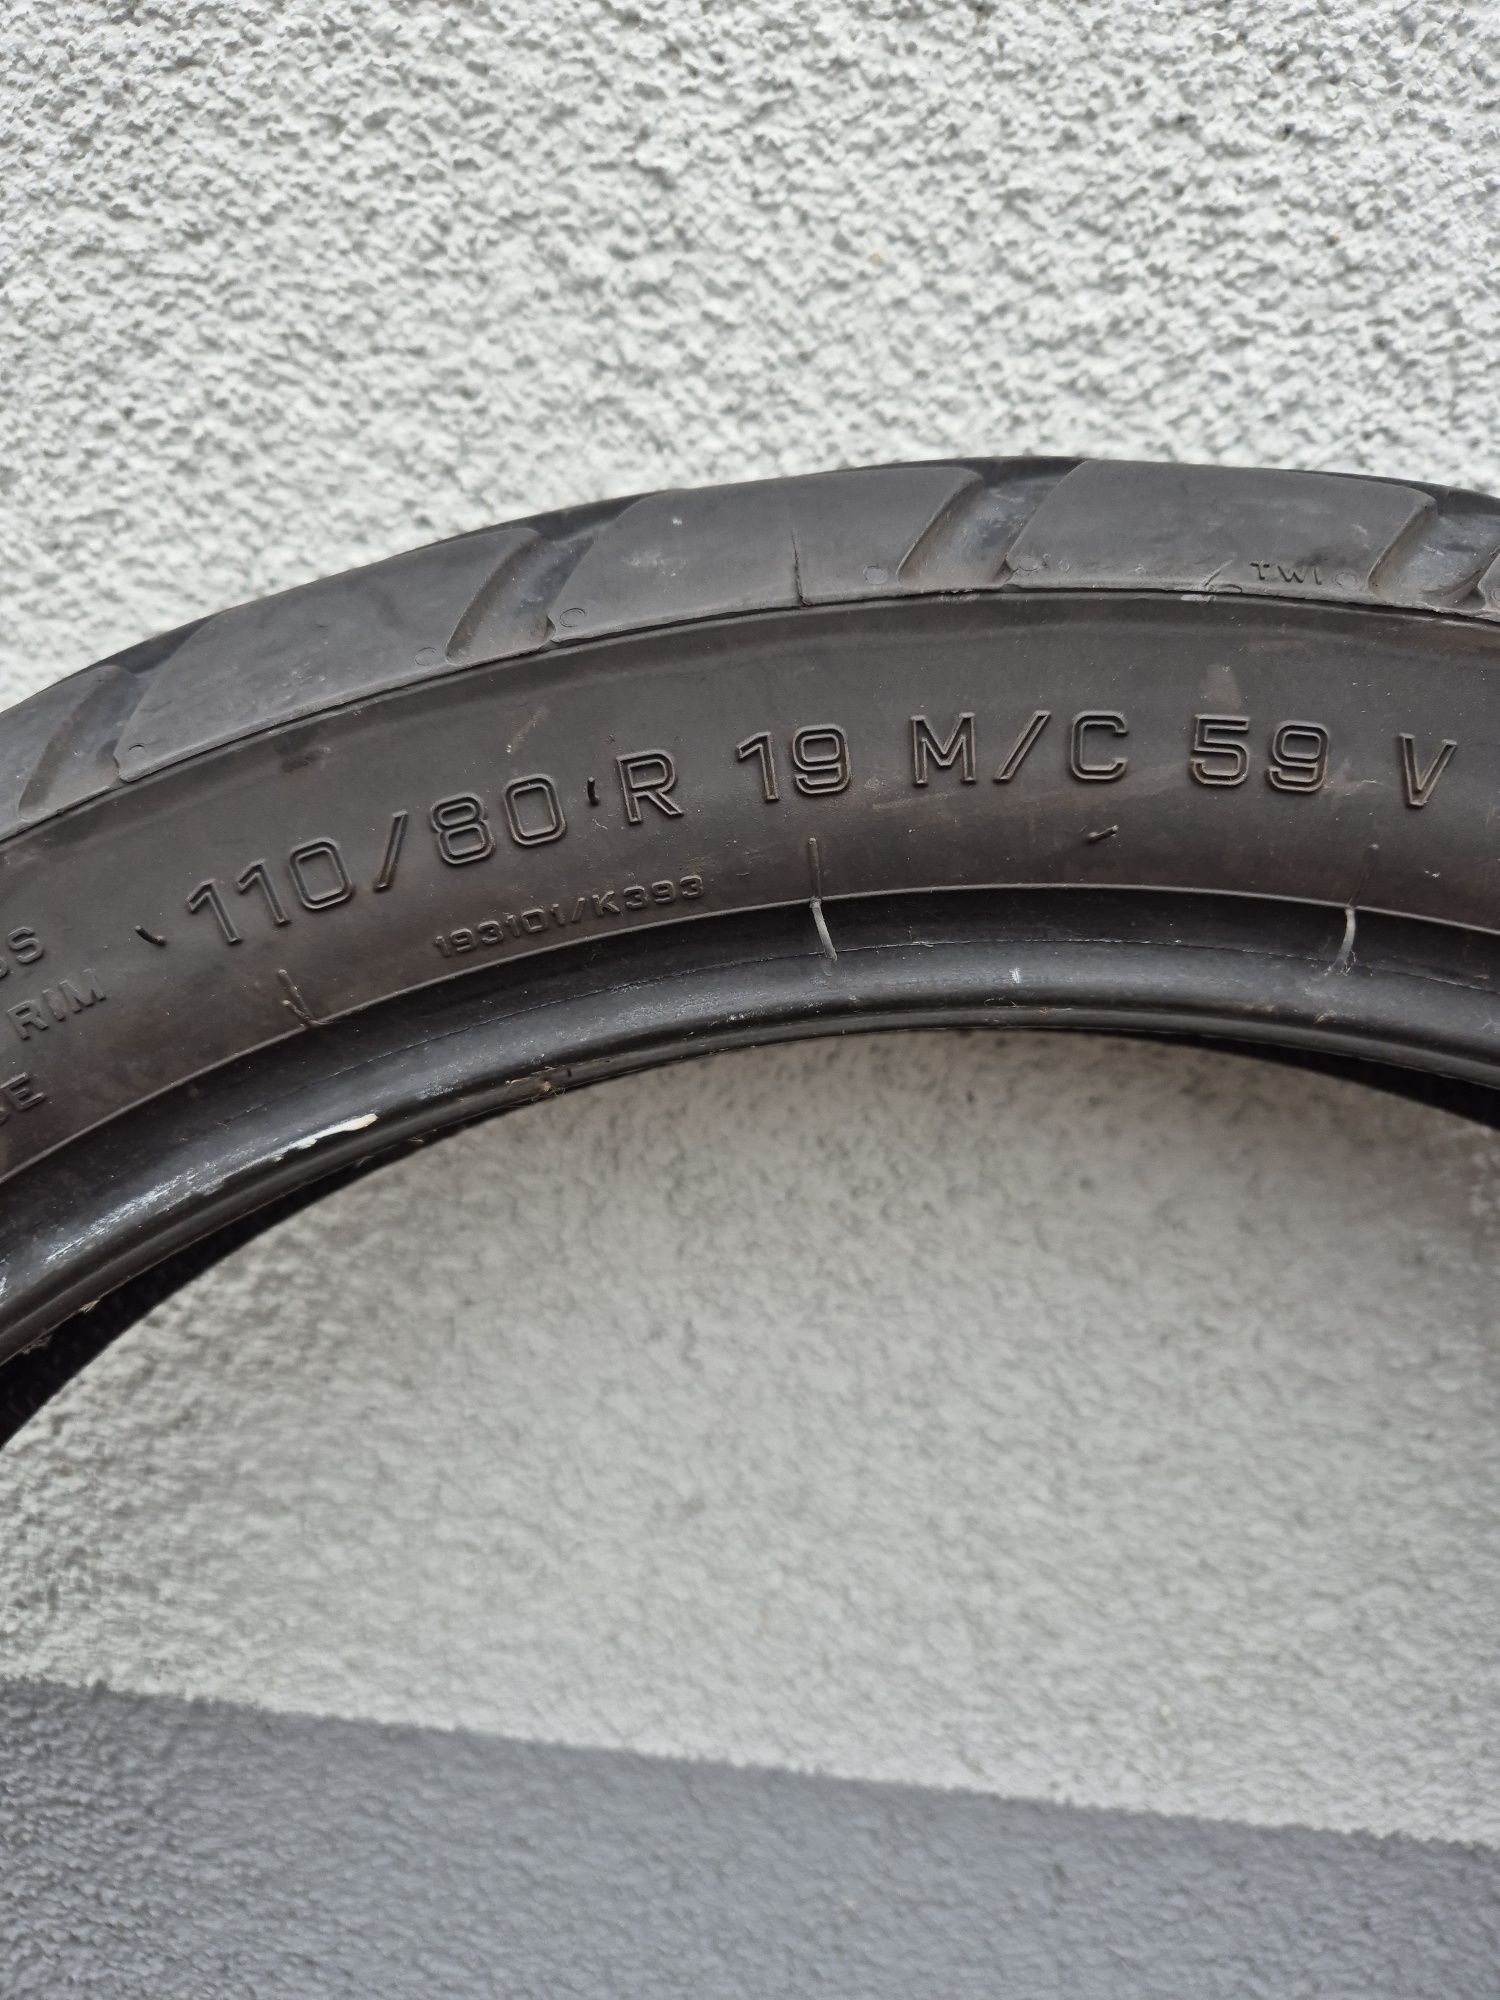 TWI
110/80 R 19 M/C 59 V
193101/K393
RIM